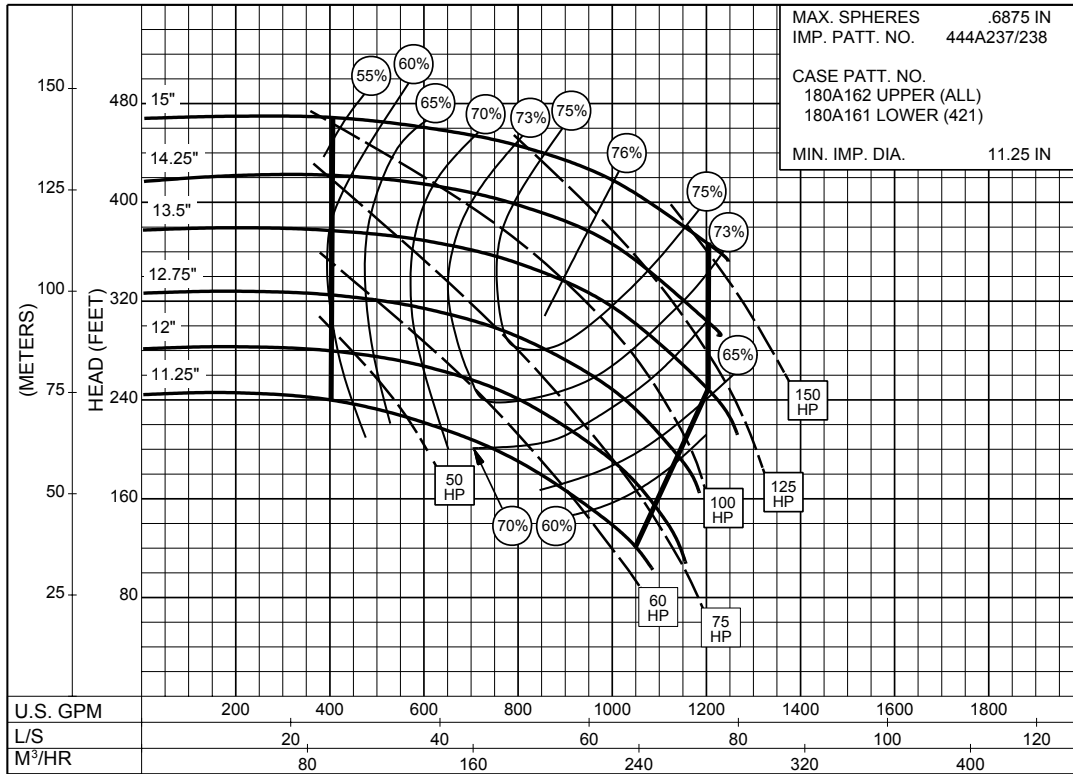 MAX. SPHERES .6875 IN
IMP. PATT. NO. 444A237/238
CASE PATT. NO.
180A162 UPPER (ALL)
180A161 LOWER (421)
MIN. IMP. DIA. 11.25 IN
(METERS)
150
125
100
75
50
25
HEAD (FEET)
480
400
320
240
160
80
15"
14.25"
13.5"
12.75"
12"
11.25"
55%
60%
65%
70%
73%
75%
76%
75%
73%
65%
70%
60%
50
HP
60
HP
75
HP
100
HP
125
HP
150
HP
U.S. GPM 200 400 600 800 1000 1200 1400 1600 1800
L/S 20 40 60 80 100 120
M³/HR 80 160 240 320 400